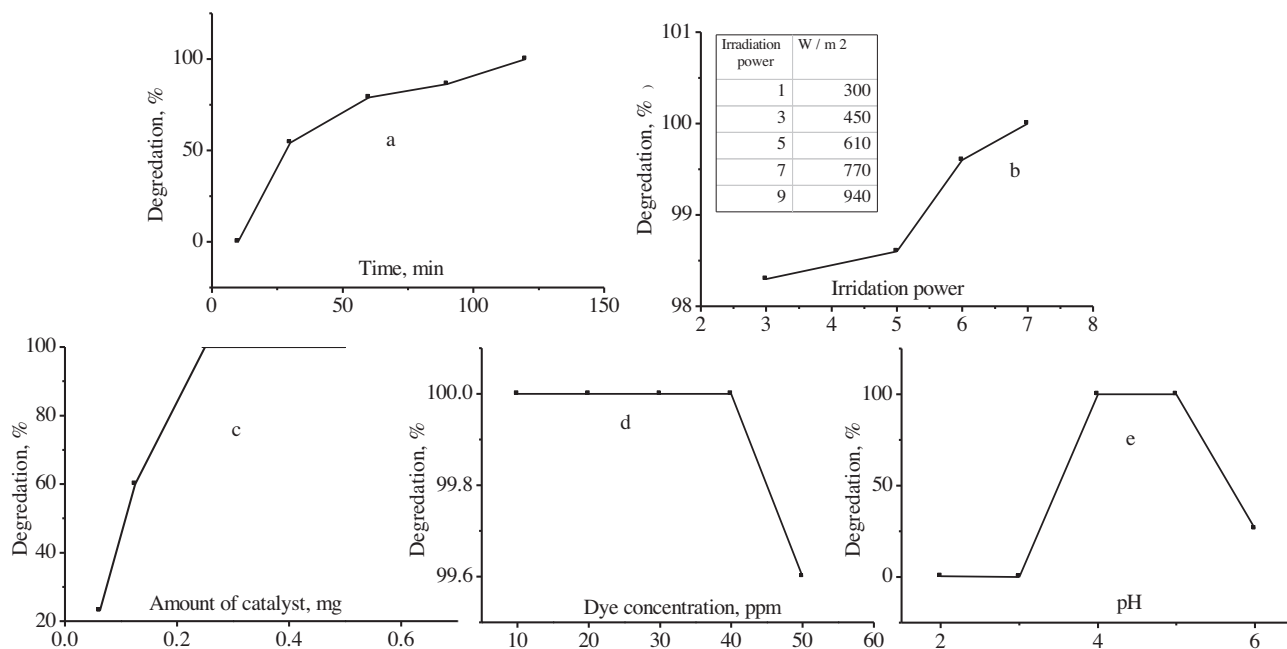 Degredation, %
100
50
0
a
Time, min
0 50 100 150
Degredation, % )
101
100
99
98
Irradiation power W / m 2
1 300
3 450
5 610
7 770
9 940
b
Irridation power
2 3 4 5 6 7 8
Degredation, %
100
80
60
40
20
c
Amount of catalyst, mg
0.0 0.2 0.4 0.6
Degredation, %
100.0
99.8
99.6
d
Dye concentration, ppm
10 20 30 40 50 60
Degredation, %
100
50
0
e
pH
2 4 6